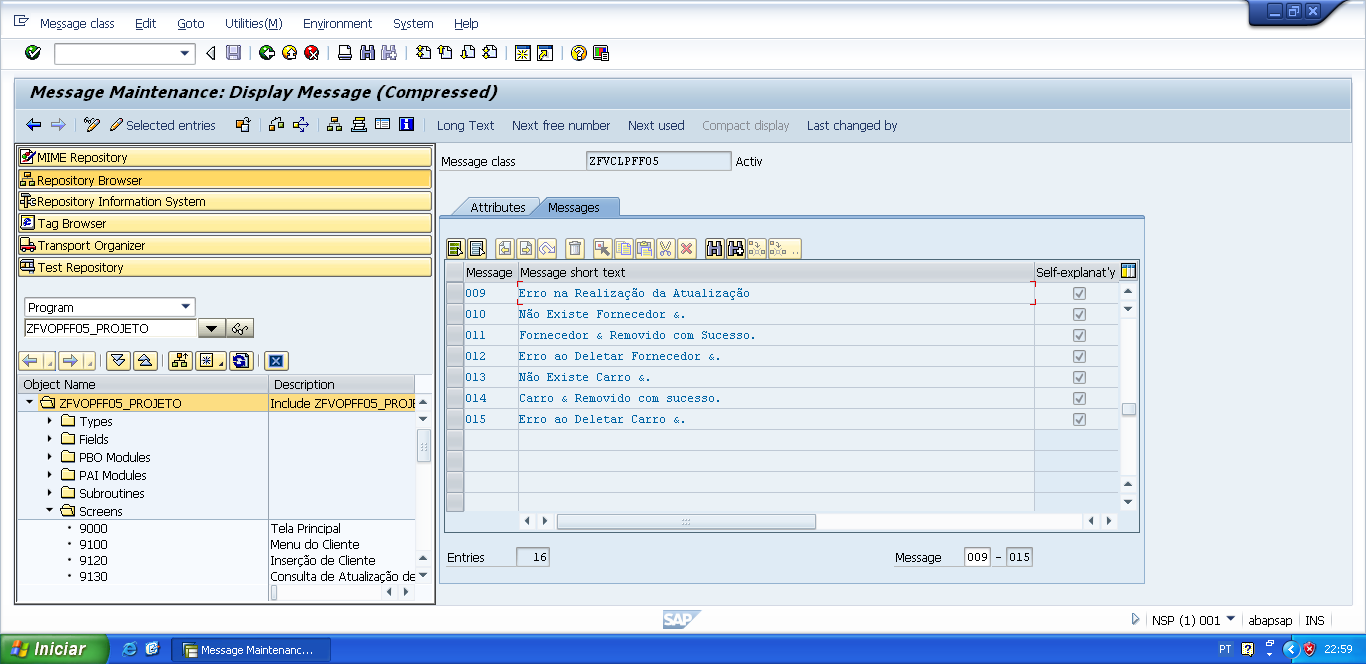 Message class Edit Goto Utilities(M) Environment System Help
Message Maintenance: Display Message (Compressed)
Selected entries Long Text Next free number Next used Compact display Last changed by
MIME Repository
Repository Browser
Repository Information System
Tag Browser
Transport Organizer
Test Repository
Program
ZFVOPFF05_PROJETO
Object Name Description
ZFVOPFF05_PROJETO Include ZFVOPFF05_PROJE
Types
Fields
PBO Modules
PAI Modules
Subroutines
Screens
9000 Tela Principal
9100 Menu do Cliente
9120 Inserção de Cliente
9130 Consulta de Atualização de
Message class ZFVCLPFF05 Activ
Attributes Messages
Message Message short text Self-explanat'y
009 Erro na Realização da Atualização
010 Não Existe Fornecedor &.
011 Fornecedor & Removido com Sucesso.
012 Erro ao Deletar Fornecedor &.
013 Não Existe Carro &.
014 Carro & Removido com sucesso.
015 Erro ao Deletar Carro &.
Entries 16 Message 009 - 015
SAP
NSP (1) 001 abapsap INS
Iniciar Message Maintenanc... PT 22:59